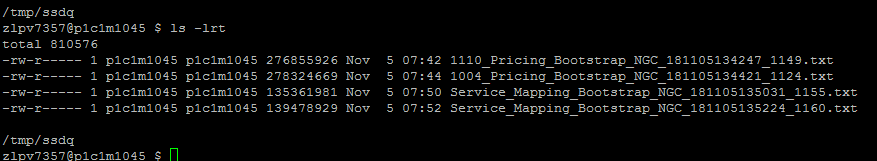 /tmp/ssdq
zlpv7357@p1c1m1045 $ ls -lrt
total 810576
-rw-r----- 1 p1c1m1045 p1c1m1045 276855926 Nov  5 07:42 1110_Pricing_Bootstrap_NGC_181105134247_1149.txt
-rw-r----- 1 p1c1m1045 p1c1m1045 278324669 Nov  5 07:44 1004_Pricing_Bootstrap_NGC_181105134421_1124.txt
-rw-r----- 1 p1c1m1045 p1c1m1045 135361981 Nov  5 07:50 Service_Mapping_Bootstrap_NGC_181105135031_1155.txt
-rw-r----- 1 p1c1m1045 p1c1m1045 139478929 Nov  5 07:52 Service_Mapping_Bootstrap_NGC_181105135224_1160.txt
/tmp/ssdq
zlpv7357@p1c1m1045 $